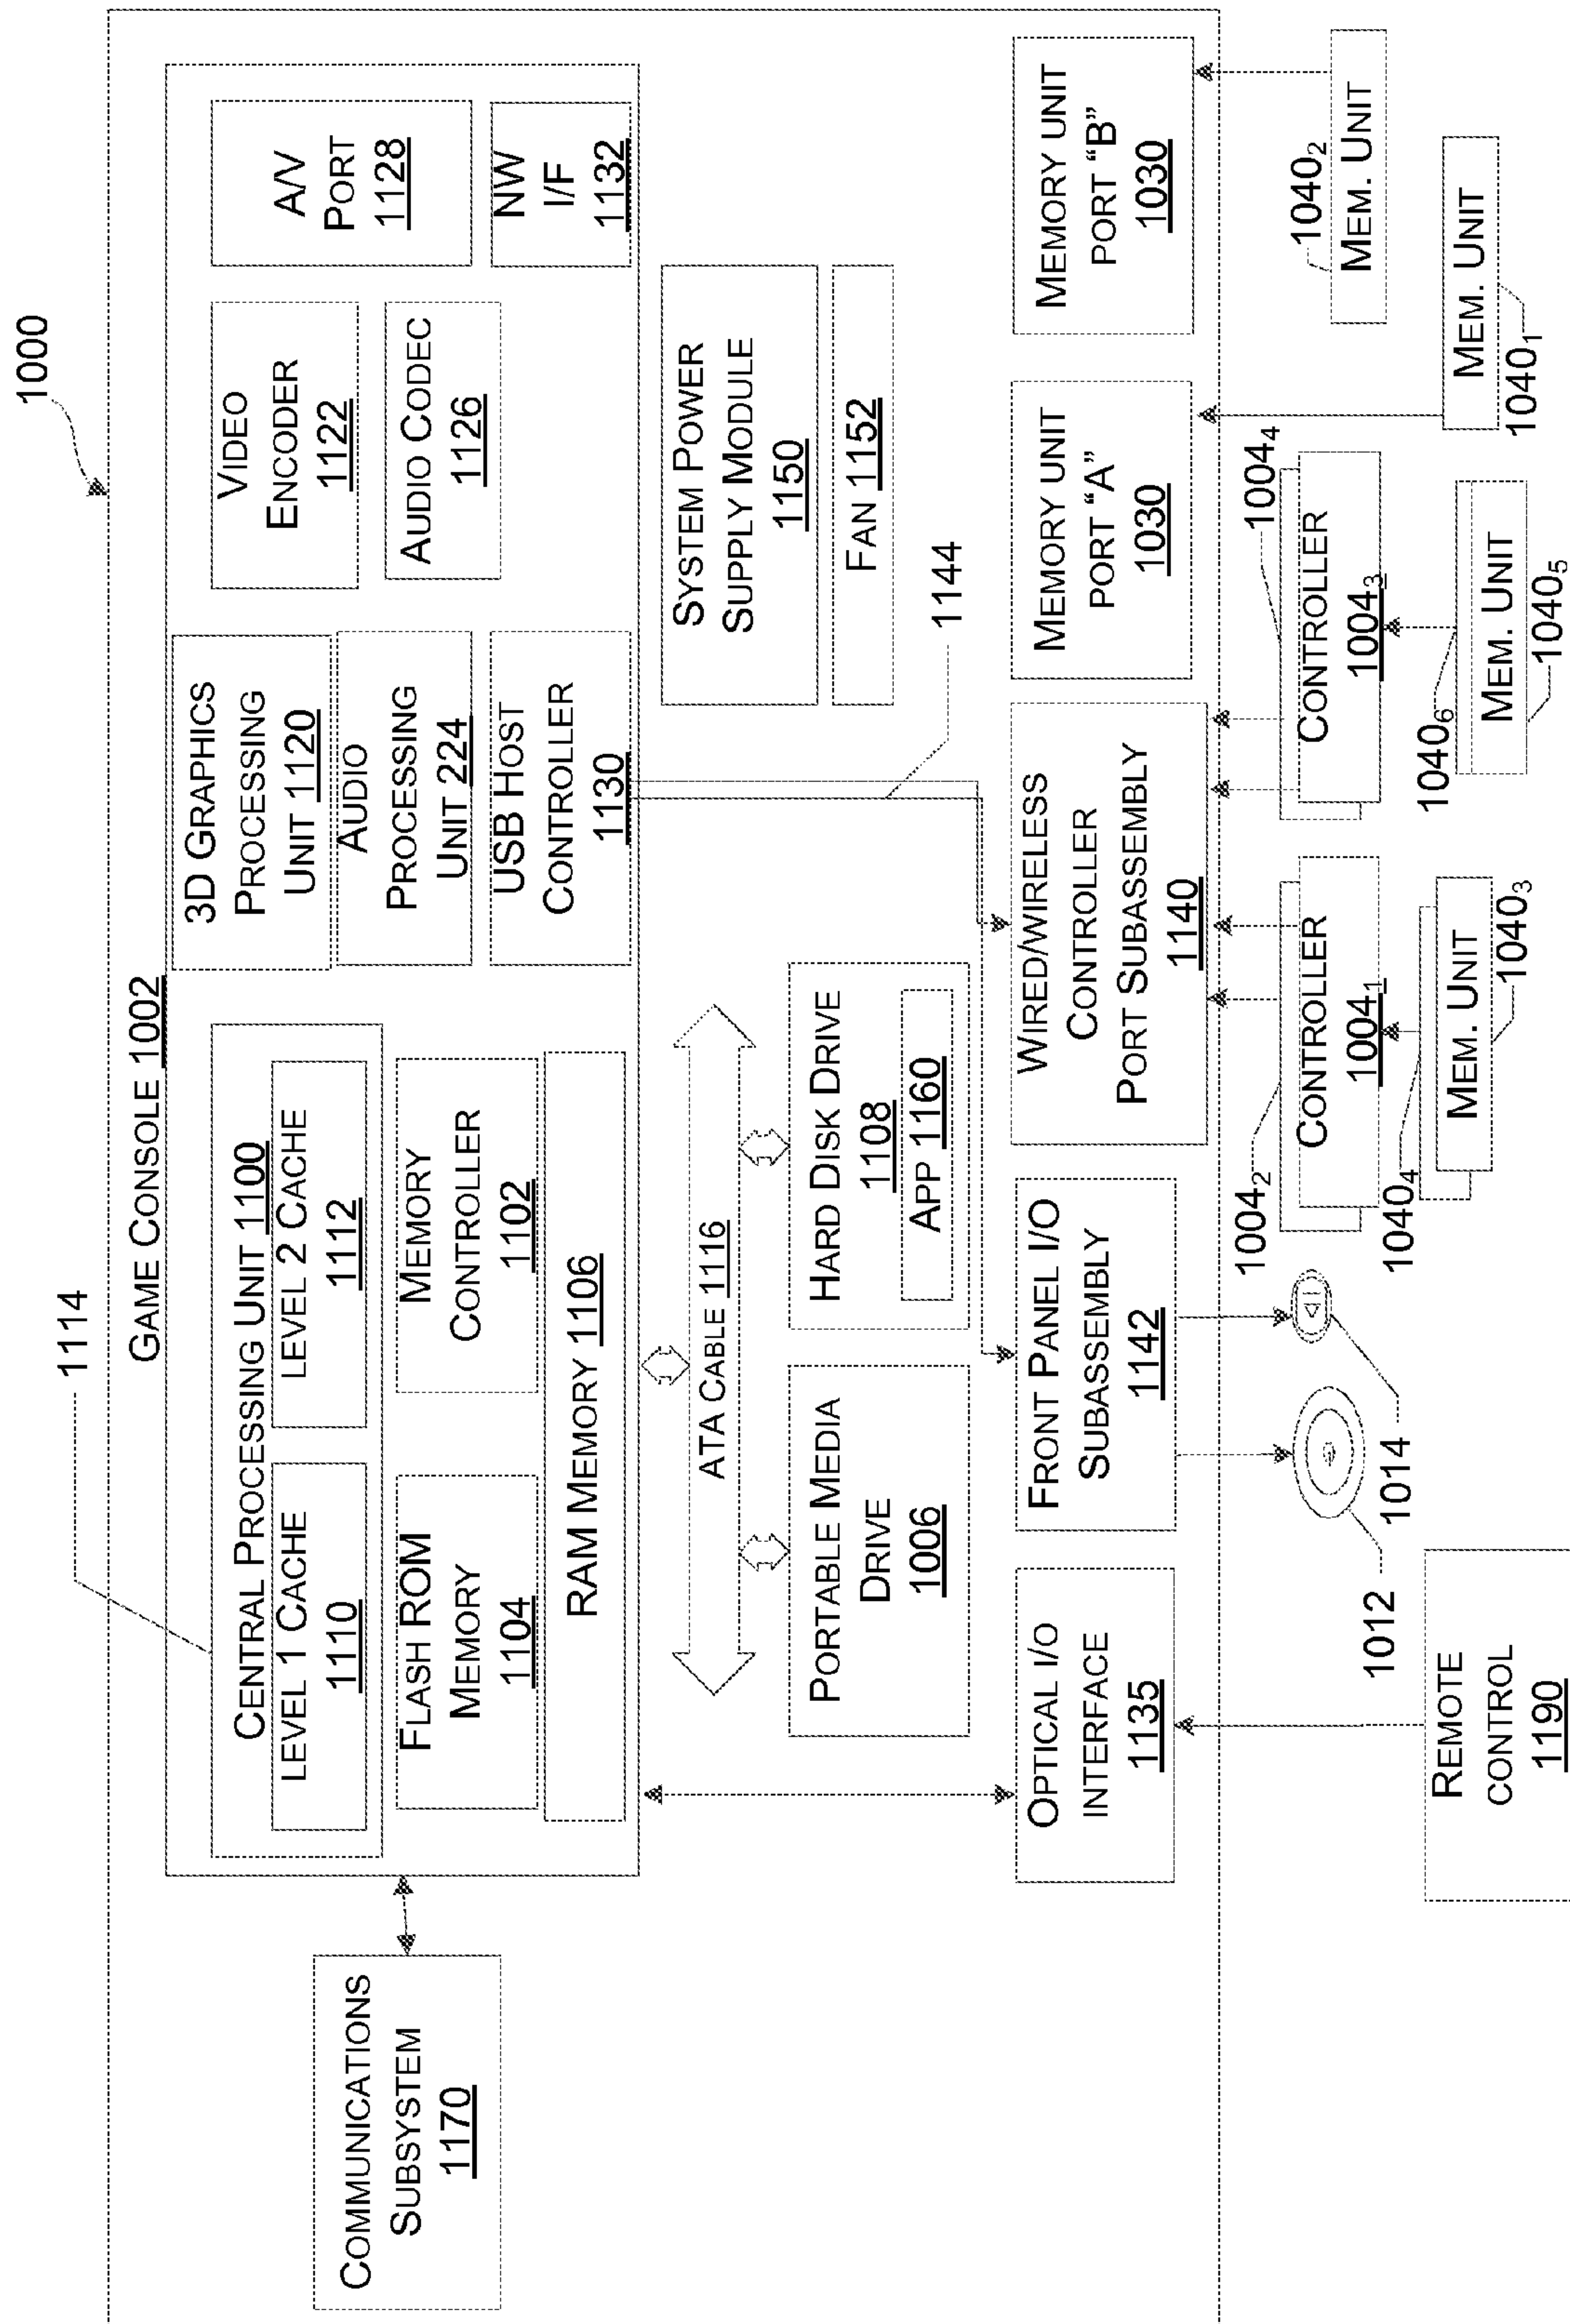 1000
1114
GAME CONSOLE 1002
CENTRAL PROCESSING UNIT 1100
LEVEL 1 CACHE
1110
LEVEL 2 CACHE
1112
FLASH ROM
MEMORY
1104
MEMORY
CONTROLLER
1102
RAM MEMORY 1106
3D GRAPHICS
PROCESSING
UNIT 1120
AUDIO
PROCESSING
UNIT 224
USB HOST
CONTROLLER
1130
VIDEO
ENCODER
1122
AUDIO CODEC
1126
A/V
PORT
1128
NW
I/F
1132
COMMUNICATIONS
SUBSYSTEM
1170
ATA CABLE 1116
PORTABLE MEDIA
DRIVE
1006
HARD DISK DRIVE
1108
APP 1160
SYSTEM POWER
SUPPLY MODULE
1150
FAN 1152
1144
OPTICAL I/O
INTERFACE
1135
FRONT PANEL I/O
SUBASSEMBLY
1142
WIRED/WIRELESS
CONTROLLER
PORT SUBASSEMBLY
1140
MEMORY UNIT
PORT “A”
1030
MEMORY UNIT
PORT “B”
1030
REMOTE
CONTROL
1190
1012
1014
1004₂
CONTROLLER
1004₁
1040₄
MEM. UNIT
1040₃
1004₄
CONTROLLER
1004₃
1040₆
MEM. UNIT
1040₅
MEM. UNIT
1040₁
1040₂
MEM. UNIT